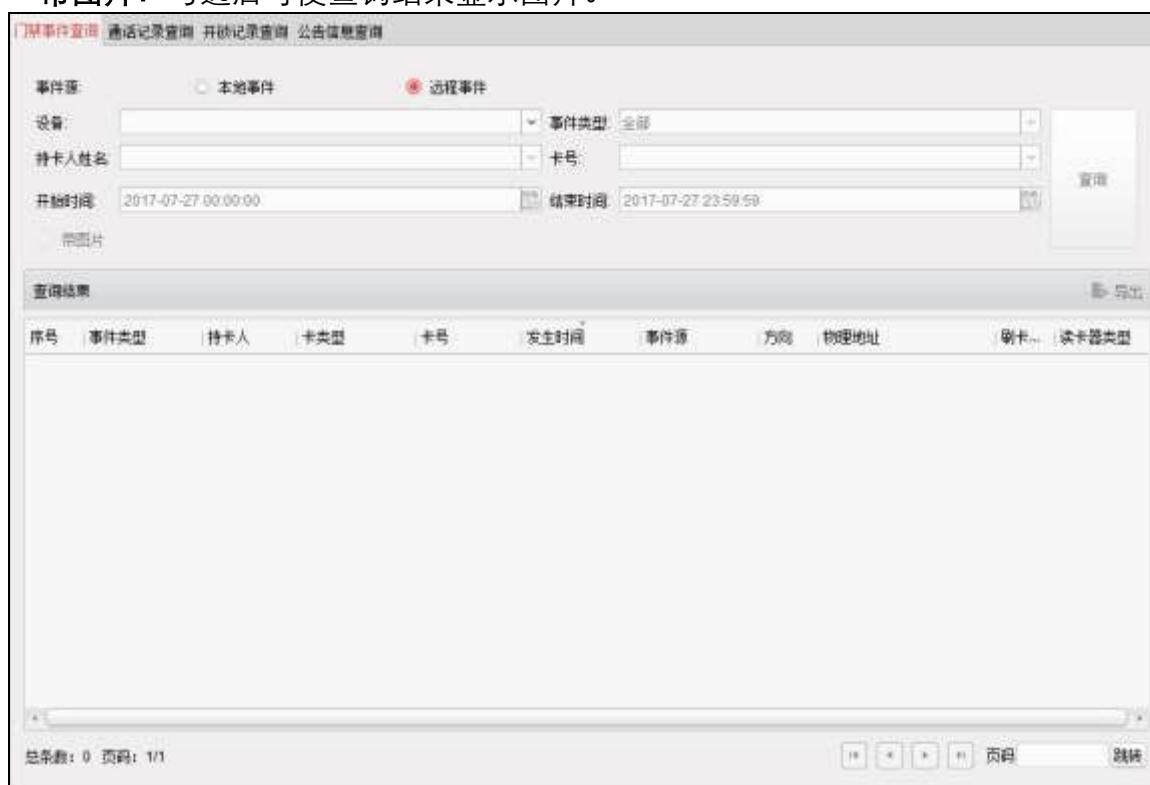 带图片：勾选后可使查询结果显示图片。
门禁事件查询 通话记录查询 开锁记录查询 公告信息查询
事件源: 本地事件 远程事件
设备: 事件类型: 全部
持卡人姓名: 卡号:
查询
开始时间: 2017-07-27 00:00:00 结束时间: 2017-07-27 23:59:59
带图片
查询结果 导出
序号 事件类型 持卡人 卡类型 卡号 发生时间 事件源 方向 物理地址 刷卡... 读卡器类型
总条数: 0 页码: 1/1 页码 跳转